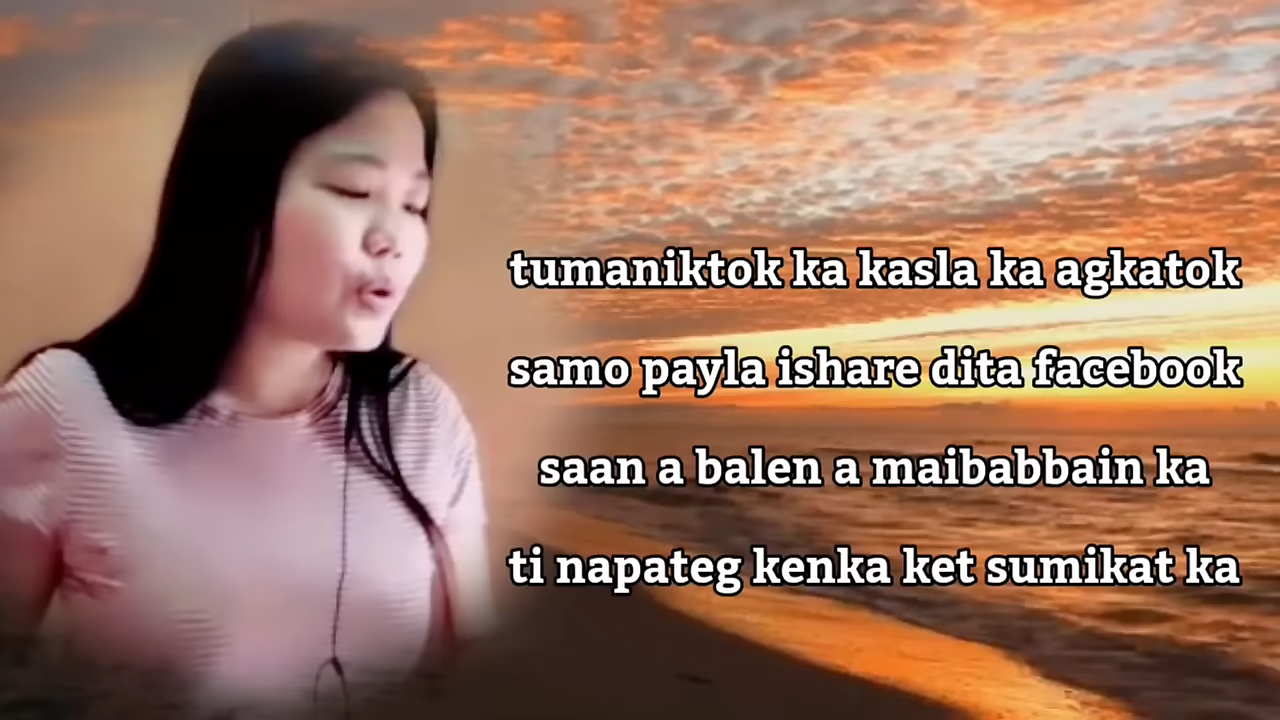 tumaniktok ka kasla ka agkatok
samo payla ishare dita facebook
saan a balen a maibabbain ka
ti napateg kenka ket sumikat ka